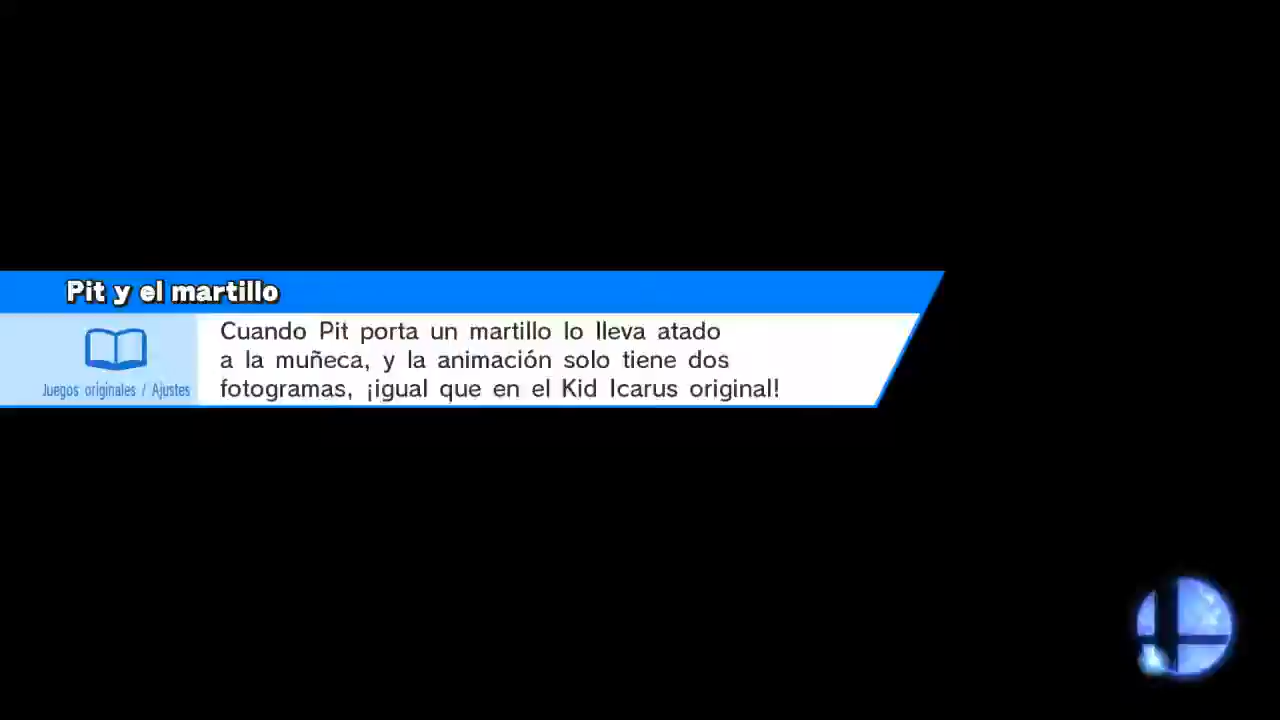 Pit y el martillo
Cuando Pit porta un martillo lo lleva atado
a la muñeca, y la animación solo tiene dos
fotogramas, ¡igual que en el Kid Icarus original!
Juegos originales / Ajustes